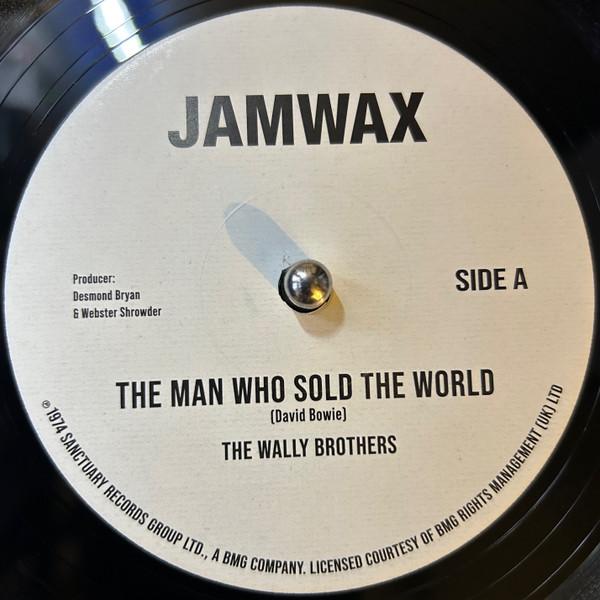 JAMWAX
Producer:
Desmond Bryan
& Webster Shrowder
SIDE A
THE MAN WHO SOLD THE WORLD
(David Bowie)
THE WALLY BROTHERS
℗ 1974 SANCTUARY RECORDS GROUP LTD., A BMG COMPANY. LICENSED COURTESY OF BMG RIGHTS MANAGEMENT (UK) LTD